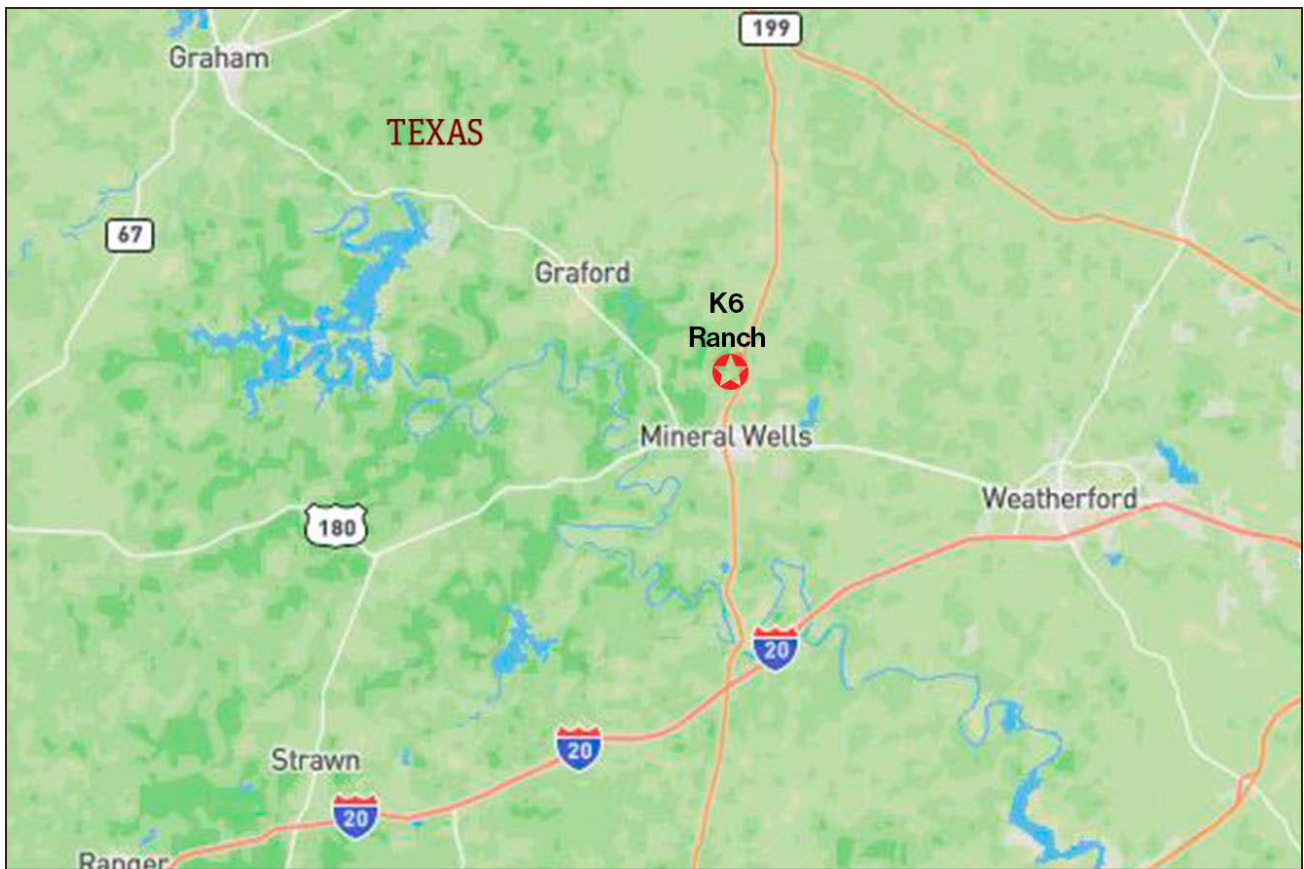 199
Graham
TEXAS
67
Graford
K6
Ranch
Mineral Wells
Weatherford
180
20
20
Strawn
20
Ranger